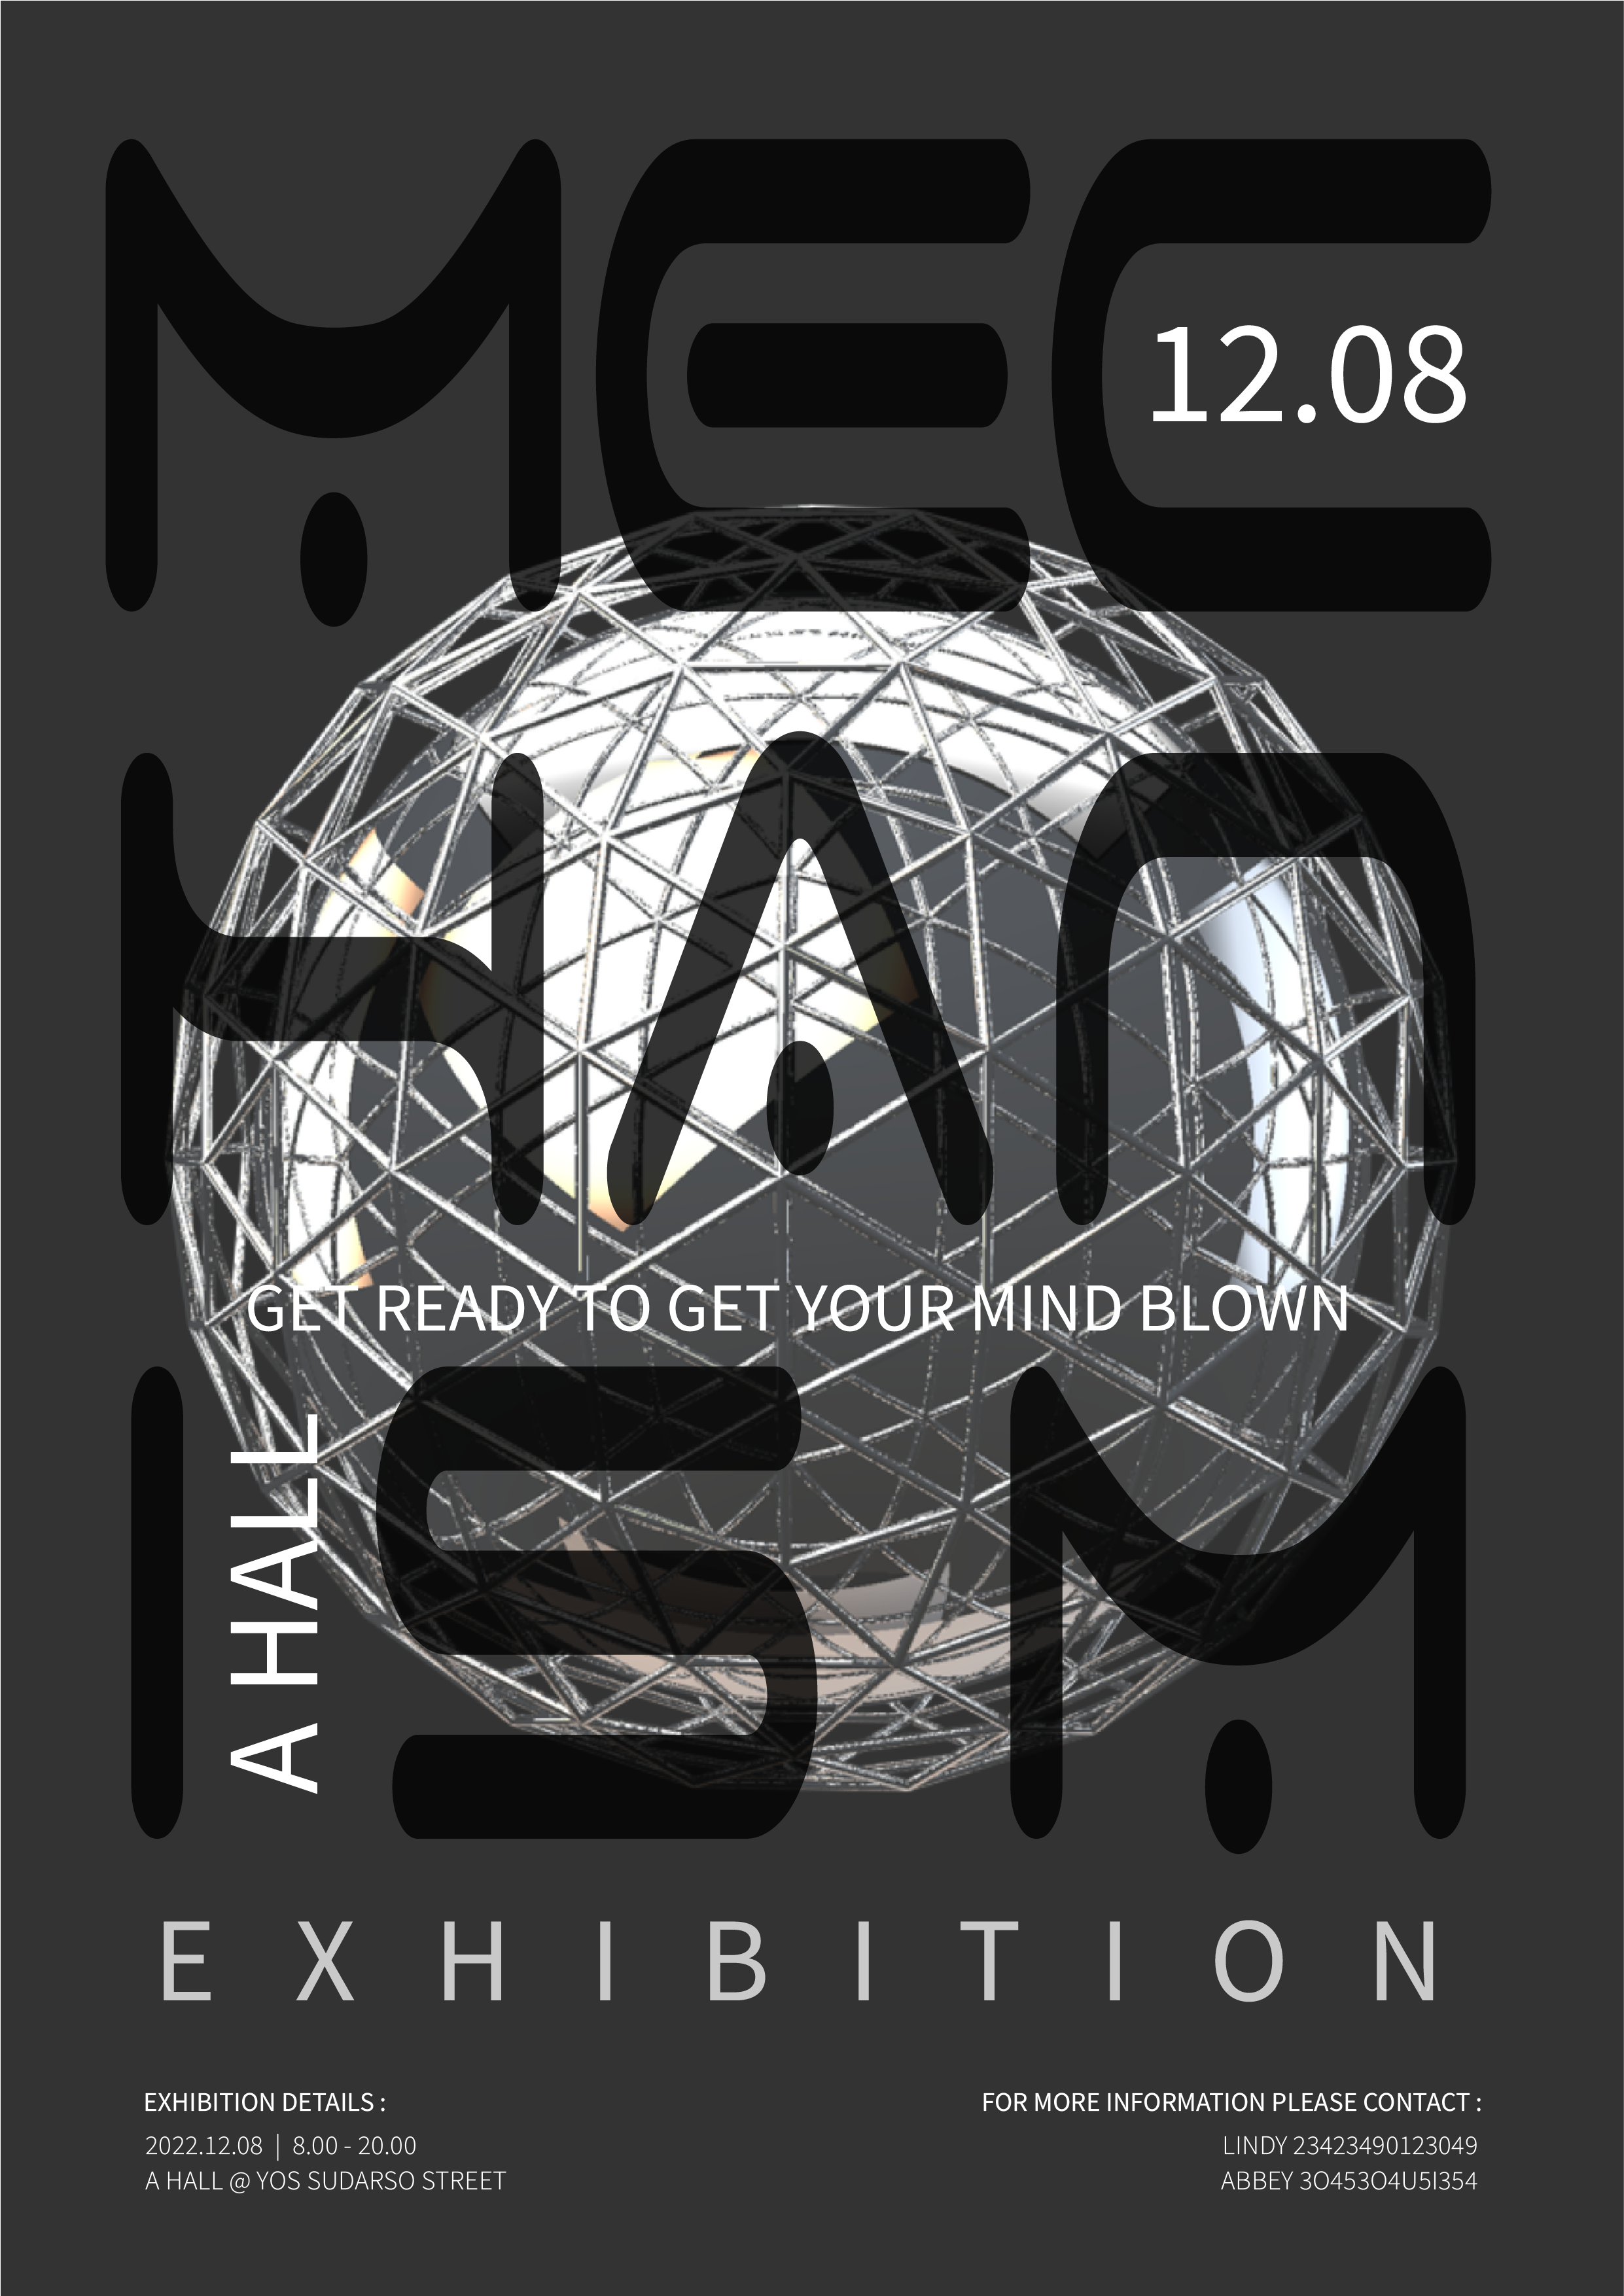 MEC
12.08
HAN
GET READY TO GET YOUR MIND BLOWN
ISM
A HALL
EXHIBITION
EXHIBITION DETAILS :
2022.12.08 | 8.00 - 20.00
A HALL @ YOS SUDARSO STREET
FOR MORE INFORMATION PLEASE CONTACT :
LINDY 23423490123049
ABBEY 3O453O4U5I354